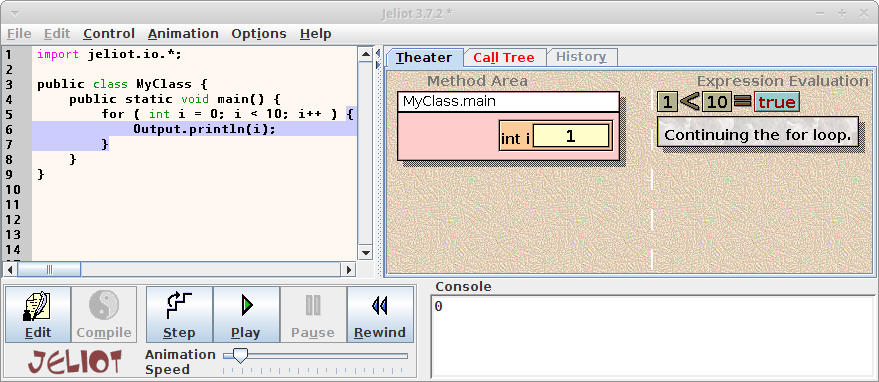 Jeliot 3.7.2 *
File Edit Control Animation Options Help
1 import jeliot.io.*;
2
3 public class MyClass {
4 public static void main() {
5 for ( int i = 0; i < 10; i++ ) {
6 Output.println(i);
7 }
8 }
9 }
10
11
12
13
14
Theater Call Tree History
Method Area Expression Evaluation
MyClass.main
int i 1
1 < 10 = true
Continuing the for loop.
Edit Compile Step Play Pause Rewind
JELIOT
Animation
Speed
Console
0